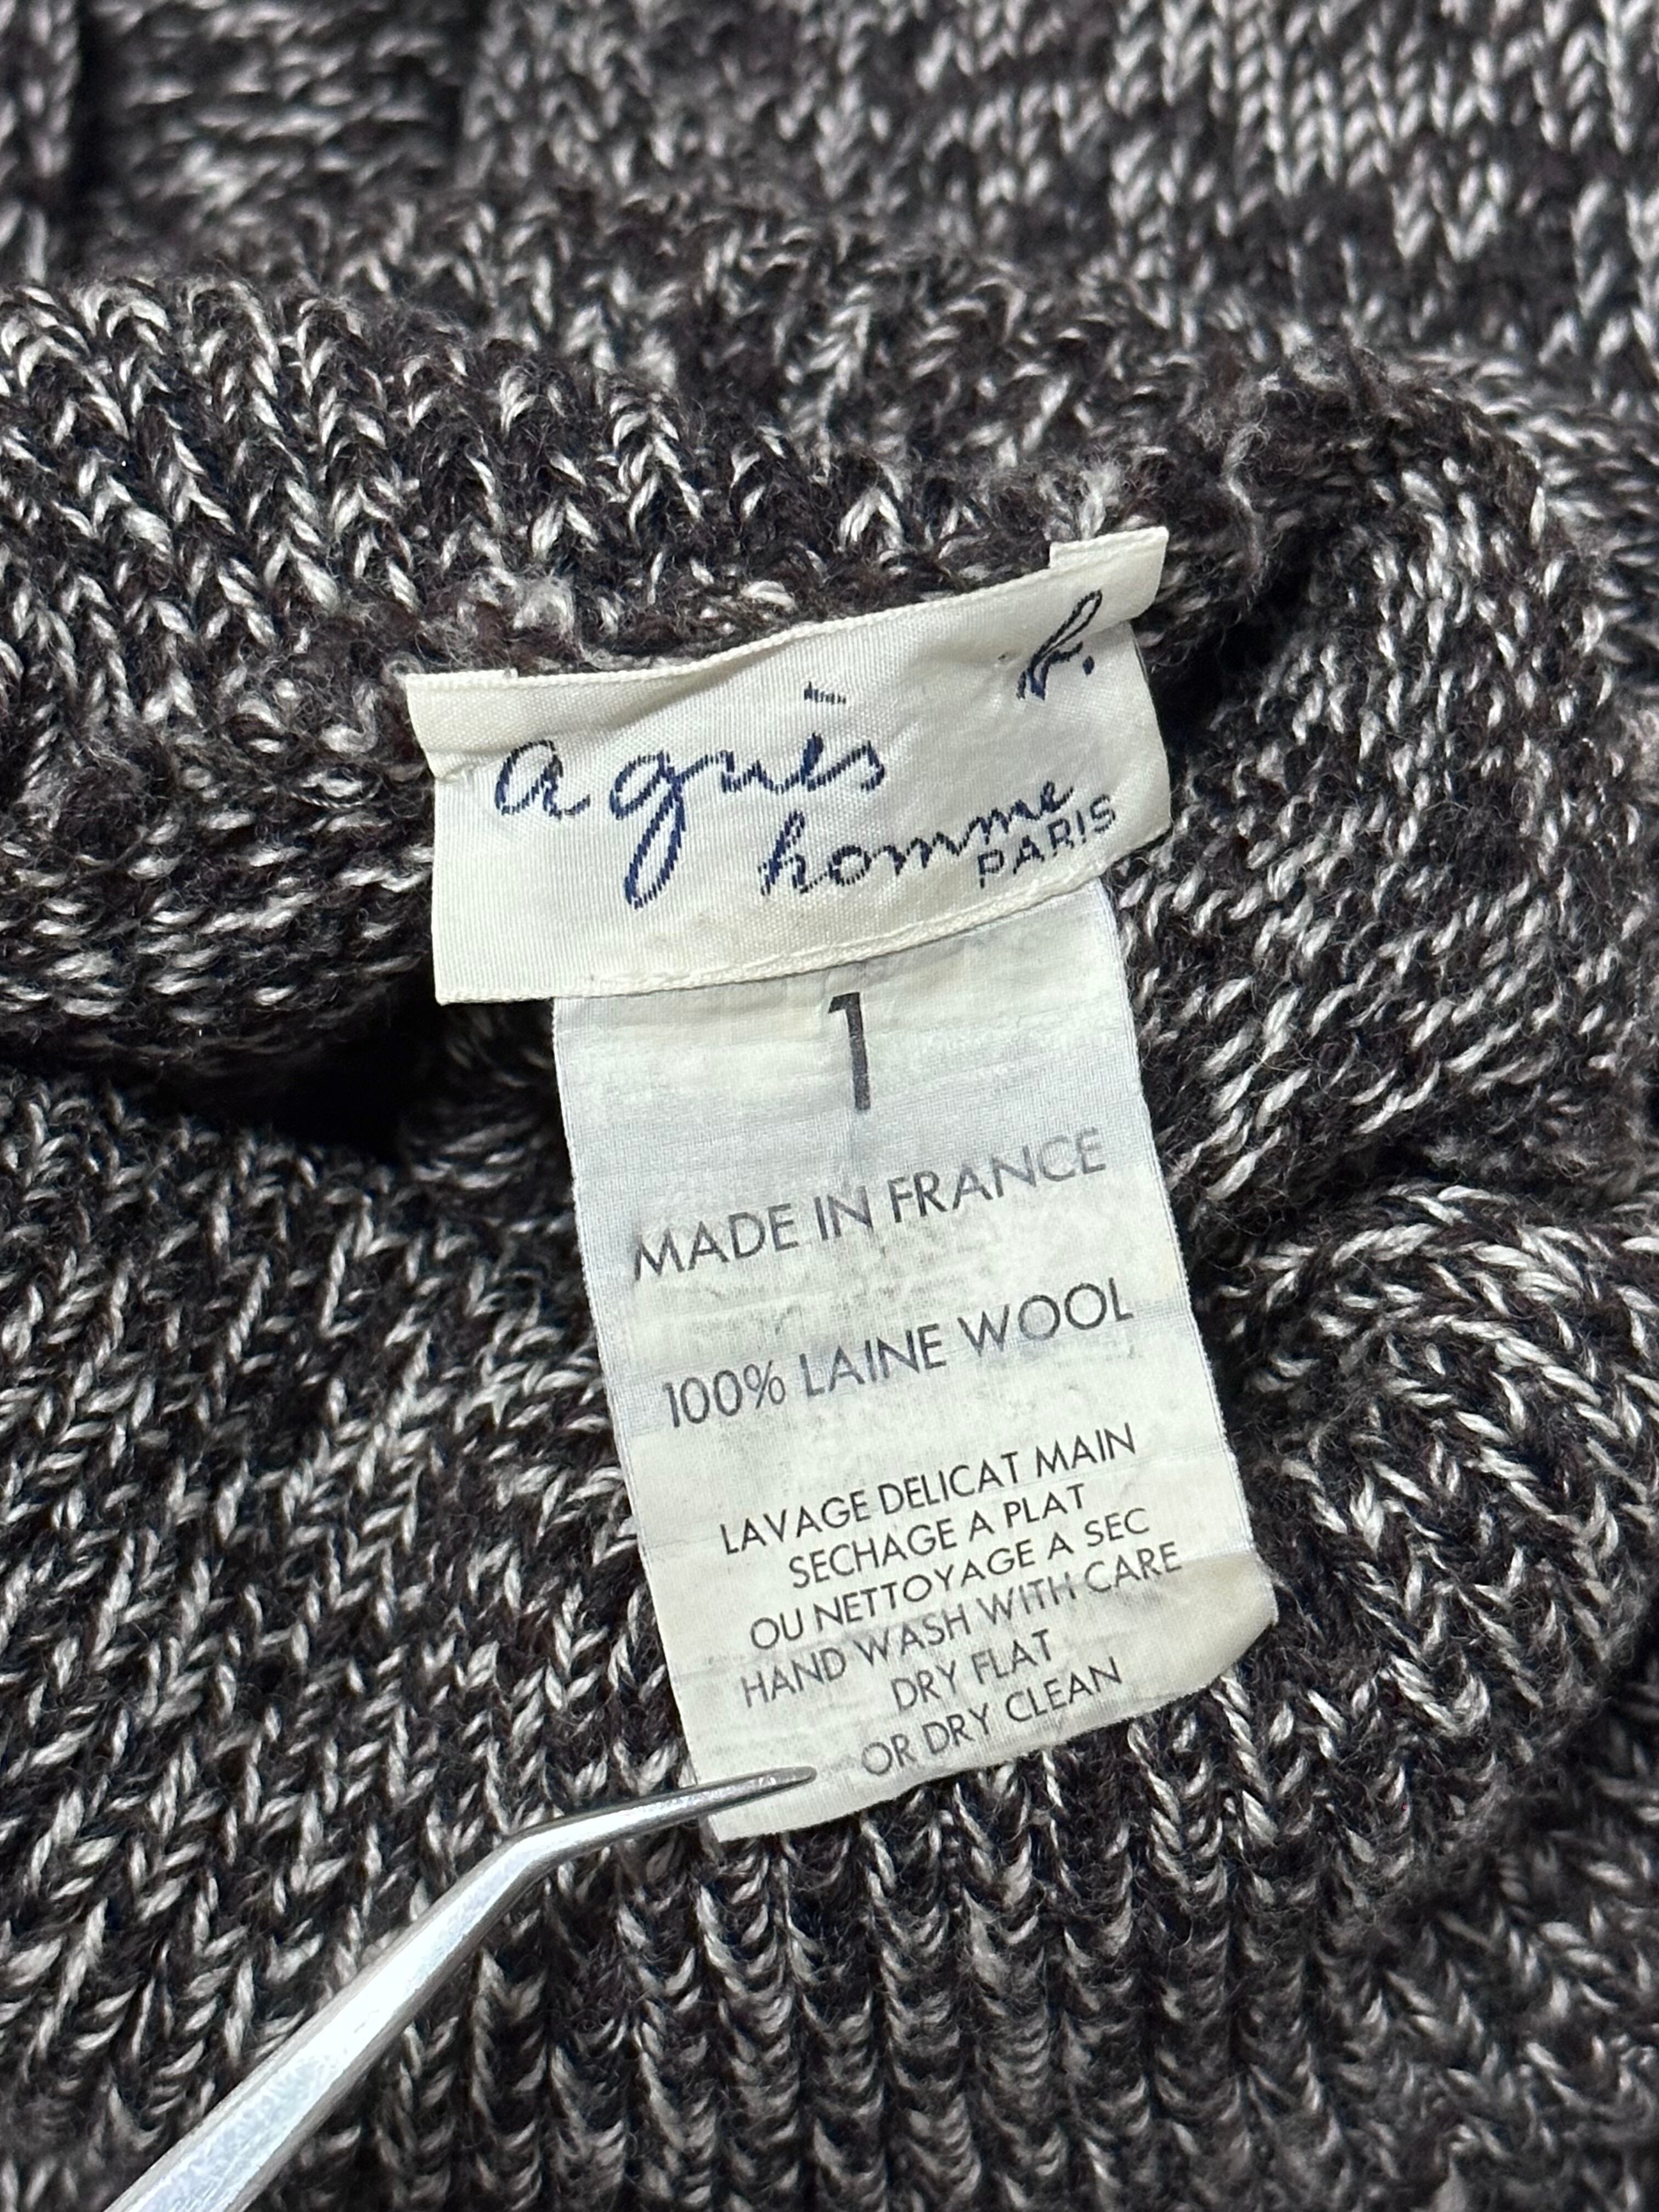 agnès b.
homme
PARIS
1
MADE IN FRANCE
100% LAINE WOOL
LAVAGE DELICAT MAIN
SECHAGE A PLAT
OU NETTOYAGE A SEC
HAND WASH WITH CARE
DRY FLAT
OR DRY CLEAN